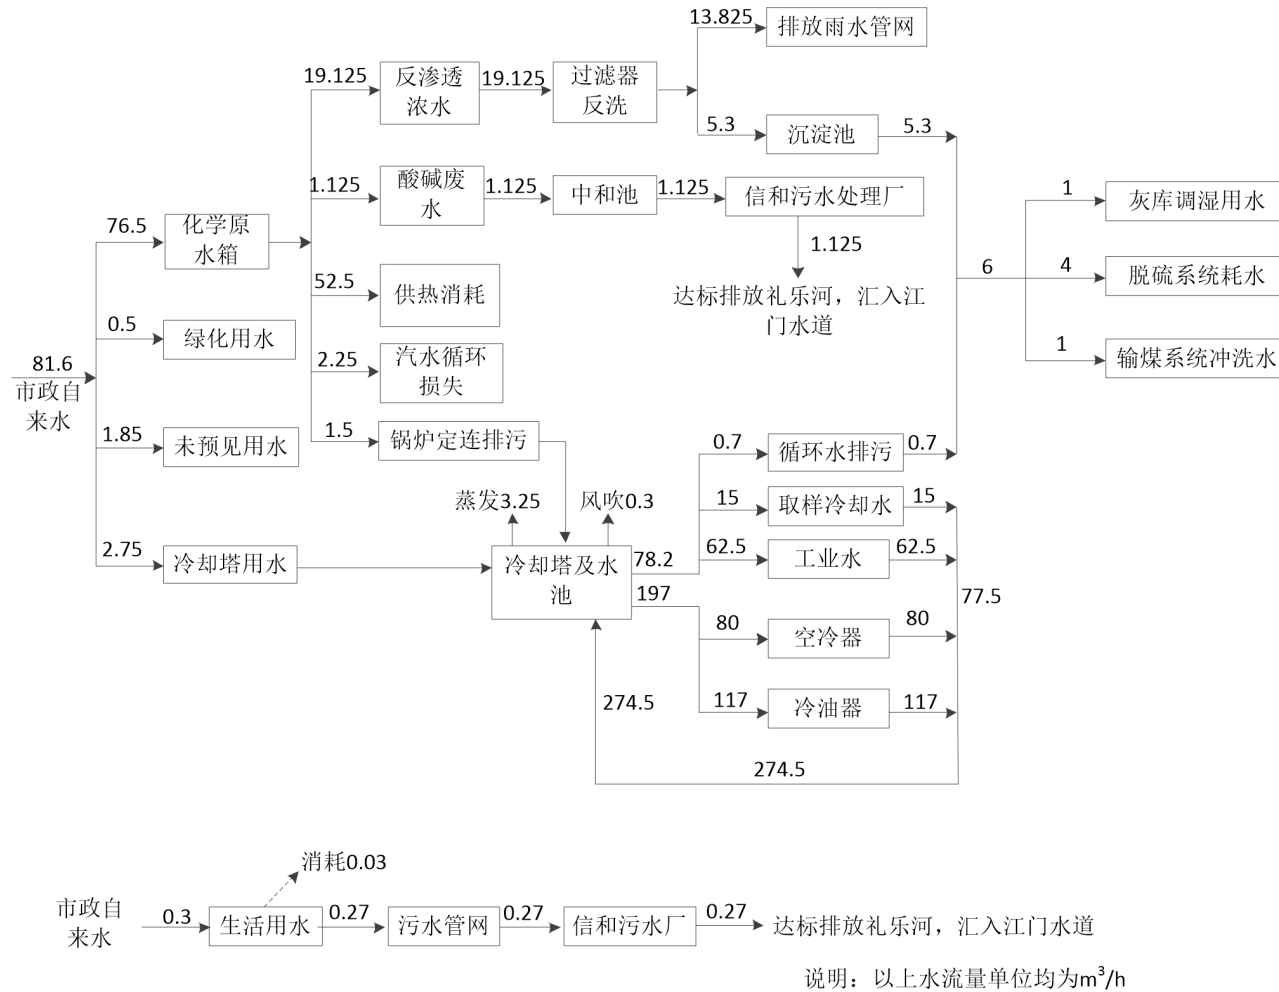 13.825
排放雨水管网
19.125
反渗透
浓水
19.125
过滤器
反洗
5.3
沉淀池
5.3
1.125
酸碱废
水
1.125
中和池
1.125
信和污水处理厂
1
灰库调湿用水
76.5
化学原
水箱
1.125
6
4
脱硫系统耗水
52.5
供热消耗
达标排放礼乐河，汇入江
门水道
0.5
绿化用水
81.6
市政自
来水
2.25
汽水循环
损失
1
输煤系统冲洗水
1.85
未预见用水
1.5
锅炉定连排污
0.7
循环水排污
0.7
蒸发3.25
风吹0.3
15
取样冷却水
15
2.75
冷却塔用水
冷却塔及水
池
78.2
62.5
工业水
62.5
197
77.5
80
空冷器
80
274.5
117
冷油器
117
274.5
消耗0.03
市政自
来水
0.3
生活用水
0.27
污水管网
0.27
信和污水厂
0.27
达标排放礼乐河，汇入江门水道
说明：以上水流量单位均为m³/h